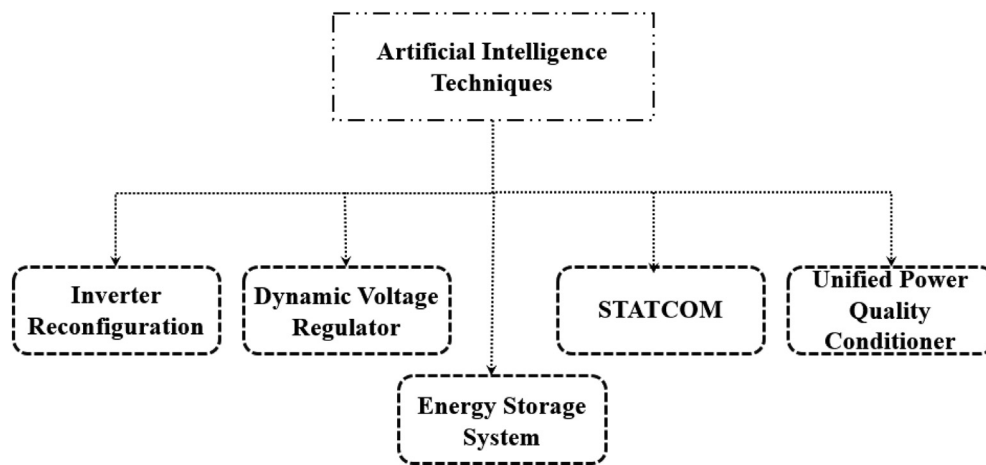 Artificial Intelligence
Techniques
Inverter
Reconfiguration
Dynamic Voltage
Regulator
STATCOM
Unified Power
Quality
Conditioner
Energy Storage
System